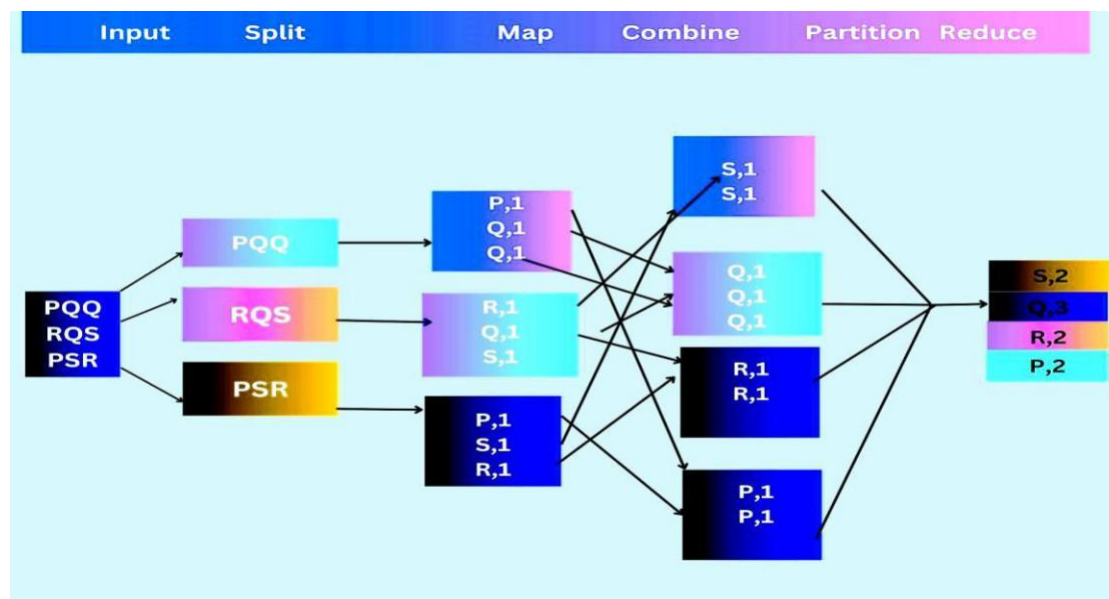 Input Split Map Combine Partition Reduce
PQQ
RQS
PSR
PQQ
RQS
PSR
P,1
Q,1
Q,1
R,1
Q,1
S,1
P,1
S,1
R,1
S,1
S,1
Q,1
Q,1
Q,1
R,1
R,1
P,1
P,1
S,2
Q,3
R,2
P,2